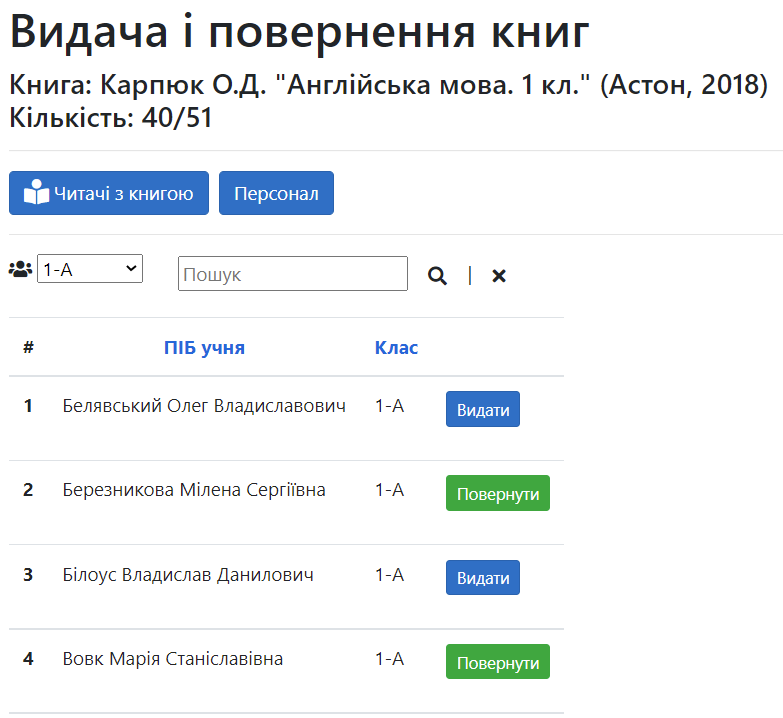 Видача і повернення книг
Книга: Карпюк О.Д. "Англійська мова. 1 кл." (Астон, 2018)
Кількість: 40/51
Читачі з книгою Персонал
1-А Пошук |
# ПІБ учня Клас
1 Белявський Олег Владиславович 1-А Видати
2 Березникова Мілена Сергіївна 1-А Повернути
3 Білоус Владислав Данилович 1-А Видати
4 Вовк Марія Станіславівна 1-А Повернути